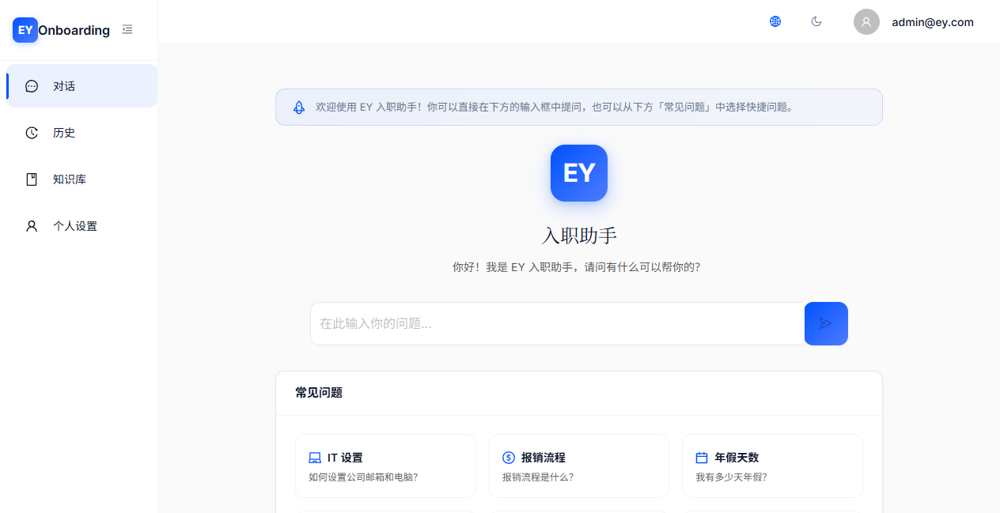 EY Onboarding
admin@ey.com
对话
历史
知识库
个人设置
欢迎使用 EY 入职助手！你可以直接在下方的输入框中提问，也可以从下方「常见问题」中选择快捷问题。
EY
入职助手
你好！我是 EY 入职助手，请问有什么可以帮你的？
在此输入你的问题...
常见问题
IT 设置
如何设置公司邮箱和电脑？
报销流程
报销流程是什么？
年假天数
我有多少天年假？